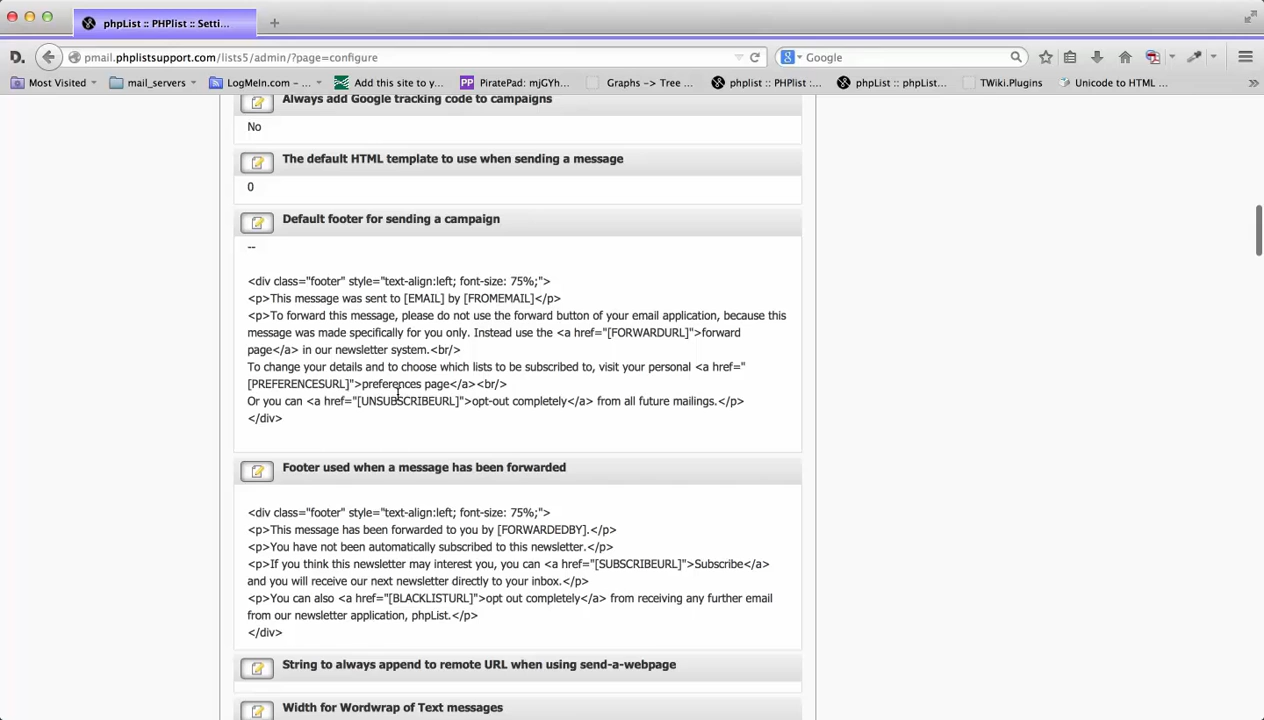 phpList :: PHPlist :: Setti...
D. pmail.phplistsupport.com/lists5/admin/?page=configure Google
Most Visited mail_servers LogMeIn.com – ... Add this site to y... PiratePad: mjGYh... Graphs -> Tree ... phplist :: PHPlist :... phpList :: phpList... TWiki.Plugins Unicode to HTML ... »
Always add Google tracking code to campaigns
No
The default HTML template to use when sending a message
0
Default footer for sending a campaign
--
<div class="footer" style="text-align:left; font-size: 75%;">
<p>This message was sent to [EMAIL] by [FROMEMAIL]</p>
<p>To forward this message, please do not use the forward button of your email application, because this
message was made specifically for you only. Instead use the <a href="[FORWARDURL]">forward
page</a> in our newsletter system.<br/>
To change your details and to choose which lists to be subscribed to, visit your personal <a href="
[PREFERENCESURL]">preferences page</a><br/>
Or you can <a href="[UNSUBSCRIBEURL]">opt-out completely</a> from all future mailings.</p>
</div>
Footer used when a message has been forwarded
<div class="footer" style="text-align:left; font-size: 75%;">
<p>This message has been forwarded to you by [FORWARDEDBY].</p>
<p>You have not been automatically subscribed to this newsletter.</p>
<p>If you think this newsletter may interest you, you can <a href="[SUBSCRIBEURL]">Subscribe</a>
and you will receive our next newsletter directly to your inbox.</p>
<p>You can also <a href="[BLACKLISTURL]">opt out completely</a> from receiving any further email
from our newsletter application, phpList.</p>
</div>
String to always append to remote URL when using send-a-webpage
Width for Wordwrap of Text messages